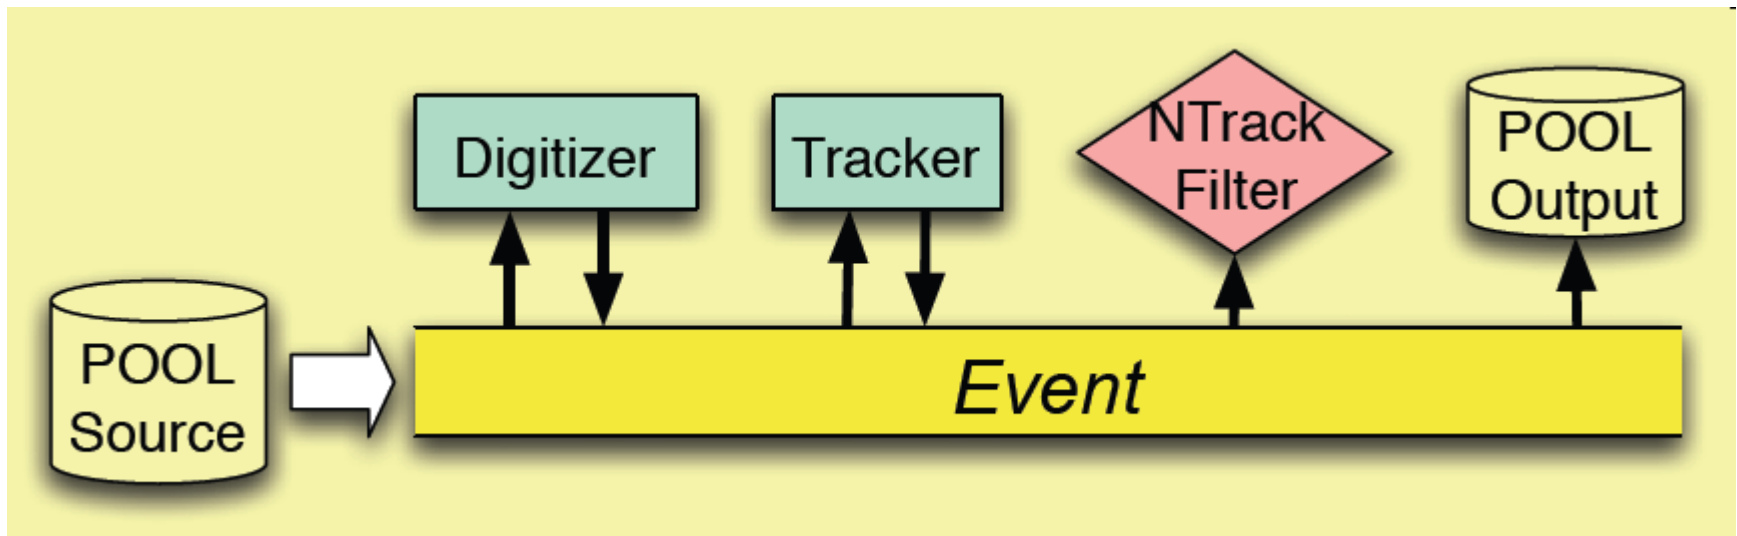 Digitizer
Tracker
NTrack
Filter
POOL
Output
POOL
Source
Event